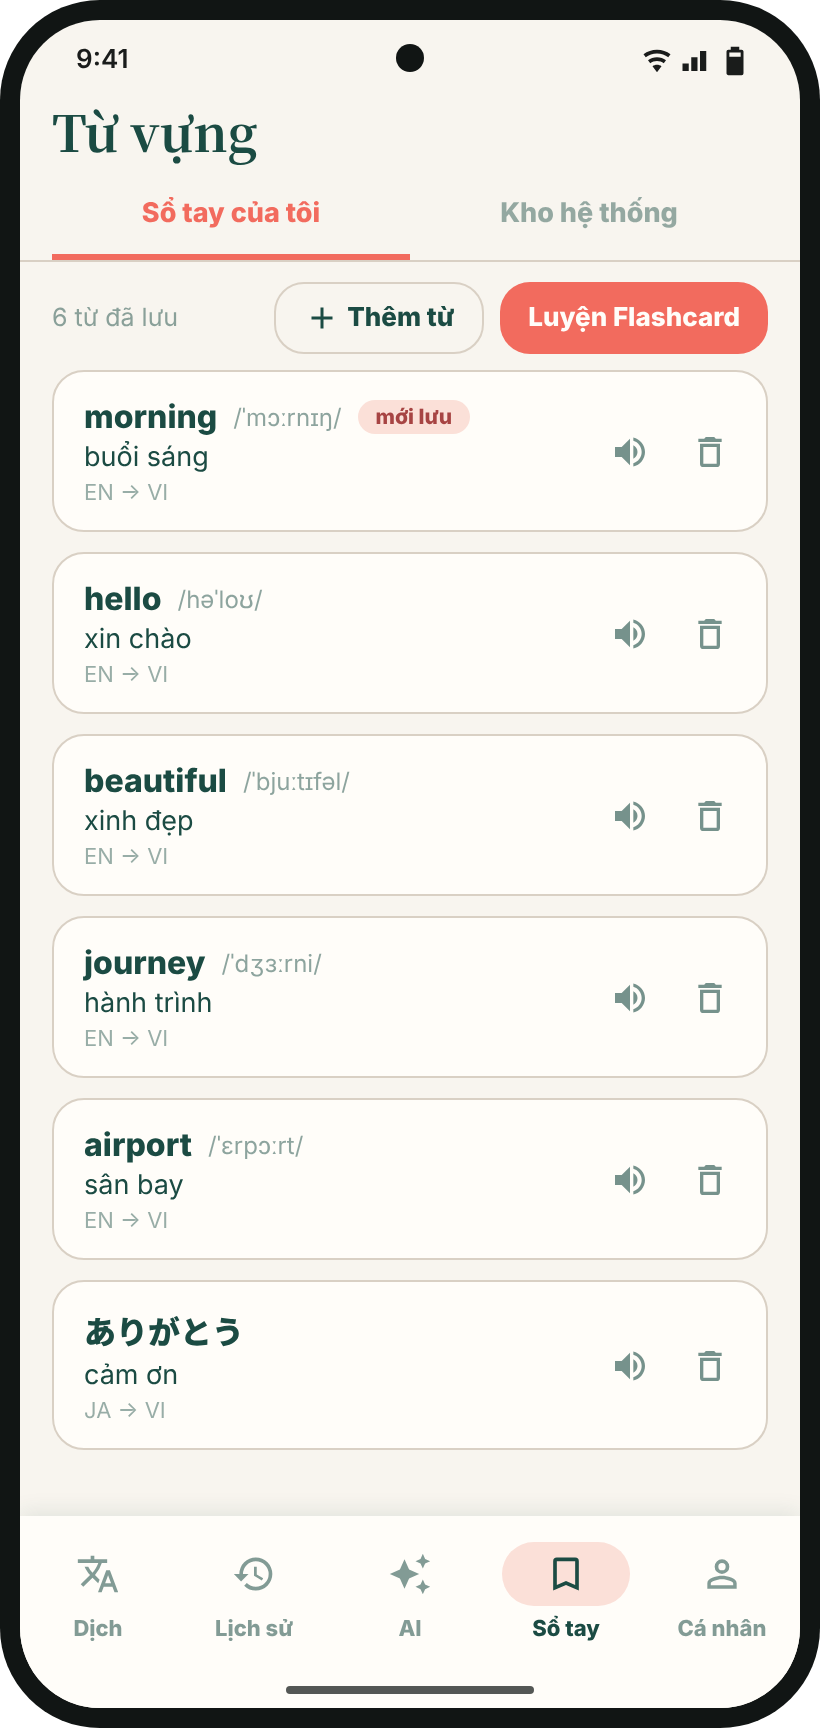 9:41
Từ vựng
Sổ tay của tôi
Kho hệ thống
6 từ đã lưu
Thêm từ
Luyện Flashcard
morning /ˈmɔːrnɪŋ/ mới lưu
buổi sáng
EN → VI
hello /həˈloʊ/
xin chào
EN → VI
beautiful /ˈbjuːtɪfəl/
xinh đẹp
EN → VI
journey /ˈdʒɜːrni/
hành trình
EN → VI
airport /ˈɛrpɔːrt/
sân bay
EN → VI
ありがとう
cảm ơn
JA → VI
Dịch
Lịch sử
AI
Sổ tay
Cá nhân